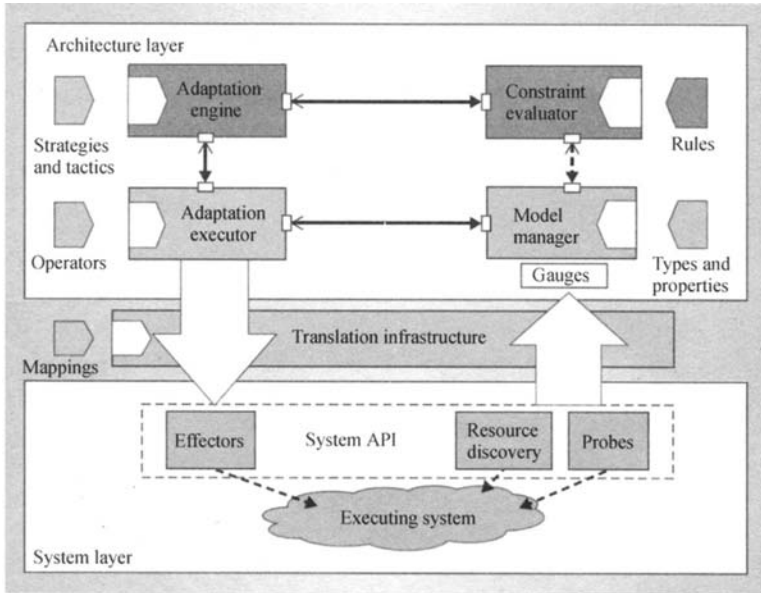 Architecture layer
Adaptation
engine
Constraint
evaluator
Strategies
and tactics
Rules
Adaptation
executor
Model
manager
Operators
Gauges
Types and
properties
Translation infrastructure
Mappings
Effectors
System API
Resource
discovery
Probes
Executing system
System layer